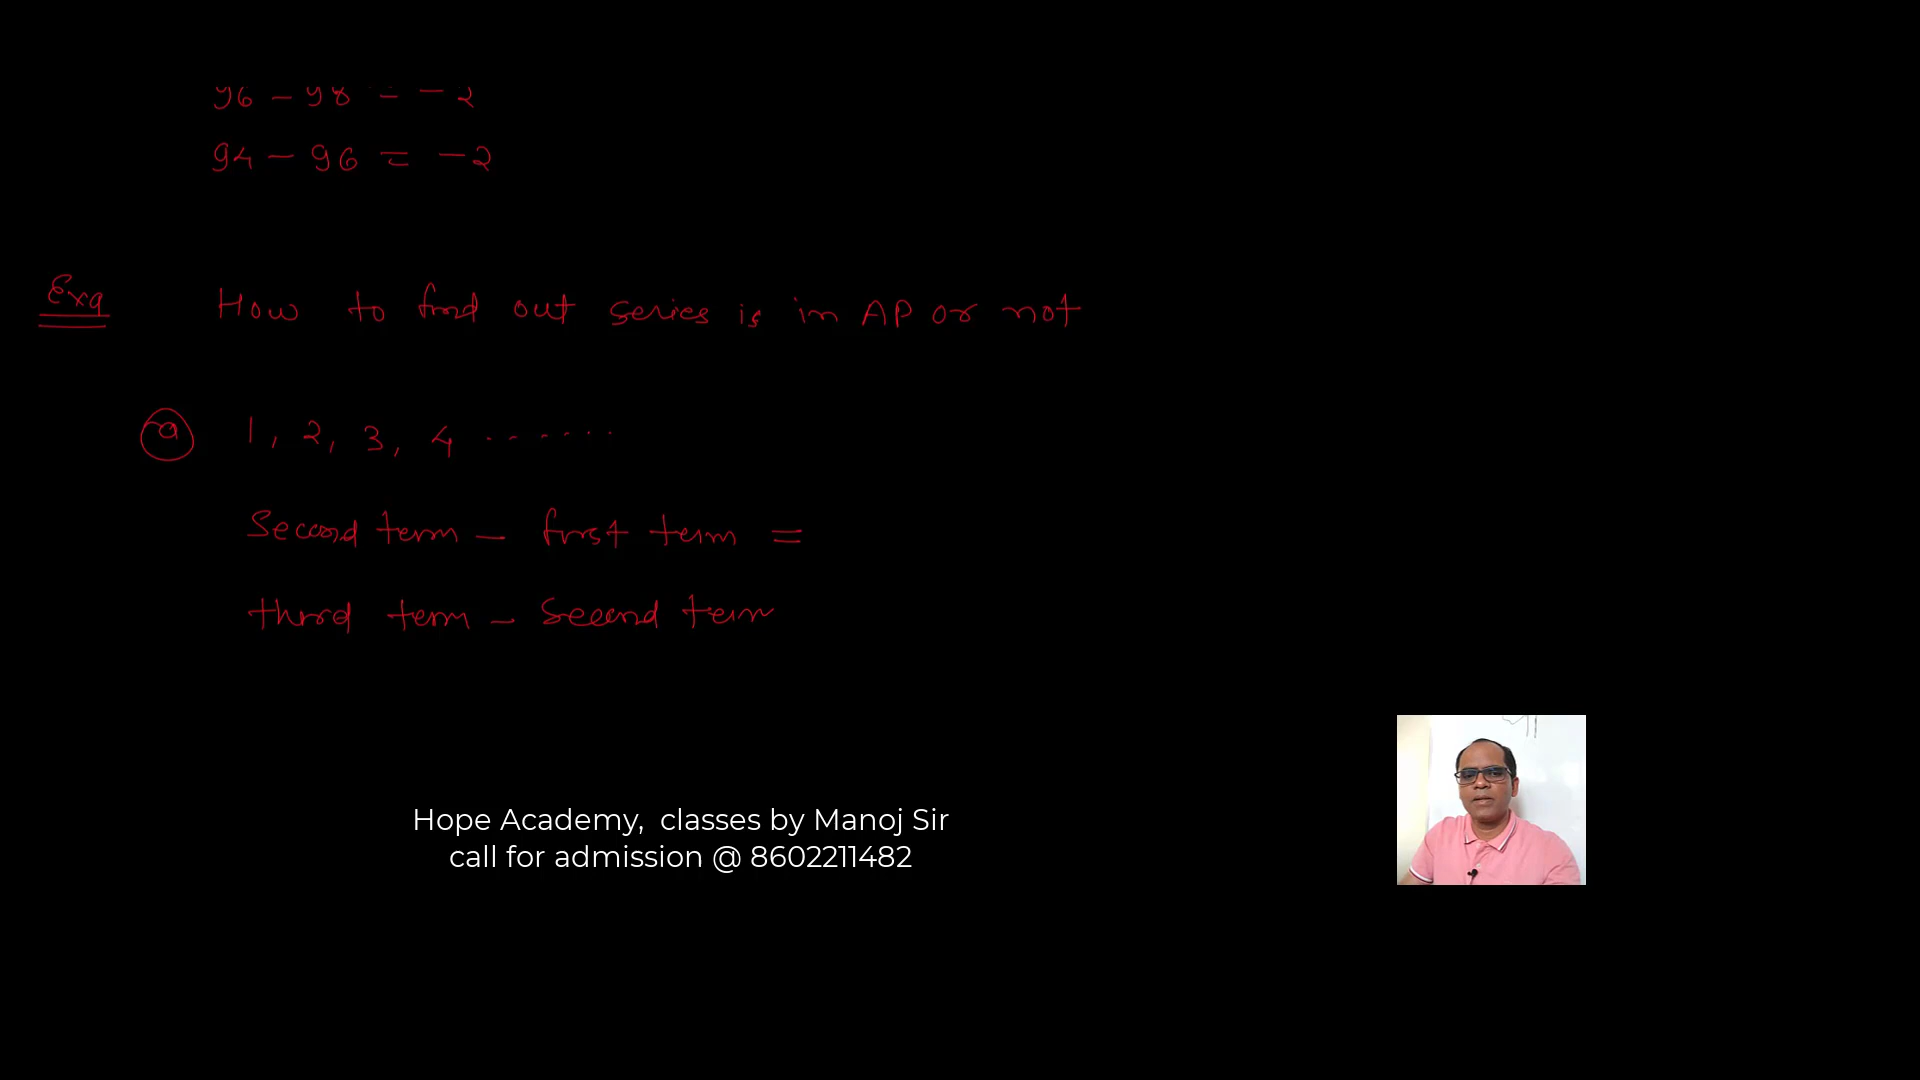 96 - 98 = -2
94 - 96 = -2
Exa How to find out series is in AP or not
a 1, 2, 3, 4 .......
Second term - first term =
third term - second term
Hope Academy, classes by Manoj Sir
call for admission @ 8602211482